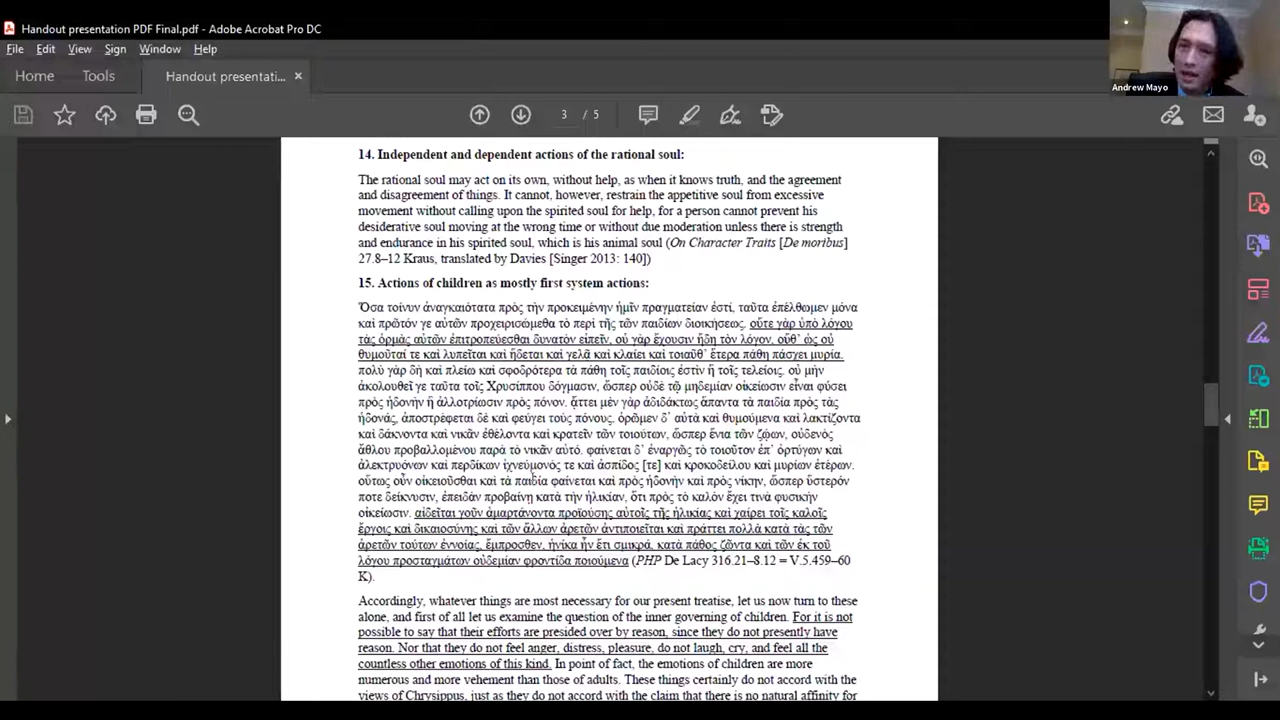 Handout presentation PDF Final.pdf - Adobe Acrobat Pro DC
File Edit View Sign Window Help
Home Tools Handout presentati... ×
3 / 5
Andrew Mayo
14. Independent and dependent actions of the rational soul:
The rational soul may act on its own, without help, as when it knows truth, and the agreement
and disagreement of things. It cannot, however, restrain the appetitive soul from excessive
movement without calling upon the spirited soul for help, for a person cannot prevent his
desiderative soul moving at the wrong time or without due moderation unless there is strength
and endurance in his spirited soul, which is his animal soul (On Character Traits [De moribus]
27.8–12 Kraus, translated by Davies [Singer 2013: 140])
15. Actions of children as mostly first system actions:
Ὅσα τοίνυν ἀναγκαιότατα πρὸς τὴν προκειμένην ἡμῖν πραγματείαν ἐστί, ταῦτα ἐπέλθωμεν μόνα
καὶ πρῶτόν γε αὐτῶν προχειρισώμεθα τὸ περὶ τῆς τῶν παιδίων διοικήσεως. οὔτε γὰρ ὑπὸ λόγου
τὰς ὁρμὰς αὐτῶν ἐπιτροπεύεσθαι δυνατὸν εἰπεῖν, οὐ γὰρ ἔχουσιν ἤδη τὸν λόγον, οὔθ’ ὡς οὐ
θυμοῦταί τε καὶ λυπεῖται καὶ ἥδεται καὶ γελᾷ καὶ κλαίει καὶ τοιαῦθ’ ἕτερα πάθη πάσχει μυρία.
πολὺ γὰρ δὴ καὶ πλείω καὶ σφοδρότερα τὰ πάθη τοῖς παιδίοις ἐστὶν ἢ τοῖς τελείοις. οὐ μὴν
ἀκολουθεῖ γε ταῦτα τοῖς Χρυσίππου δόγμασιν, ὥσπερ οὐδὲ τῷ μηδεμίαν οἰκείωσιν εἶναι φύσει
πρὸς ἡδονὴν ἢ ἀλλοτρίωσιν πρὸς πόνον. ᾄττει μὲν γὰρ ἀδιδάκτως ἅπαντα τὰ παιδία πρὸς τὰς
ἡδονάς, ἀποστρέφεται δὲ καὶ φεύγει τοὺς πόνους. ὁρῶμεν δ’ αὐτὰ καὶ θυμούμενα καὶ λακτίζοντα
καὶ δάκνοντα καὶ νικᾶν ἐθέλοντα καὶ κρατεῖν τῶν τοιούτων, ὥσπερ ἔνια τῶν ζῴων, οὐδενὸς
ἄθλου προβαλλομένου παρὰ τὸ νικᾶν αὐτό. φαίνεται δ’ ἐναργῶς τὸ τοιοῦτον ἐπ’ ὀρτύγων καὶ
ἀλεκτρυόνων καὶ περδίκων ἰχνεύμονός τε καὶ ἀσπίδος [τε] καὶ κροκοδείλου καὶ μυρίων ἑτέρων.
οὕτως οὖν οἰκειοῦσθαι καὶ τὰ παιδία φαίνεται καὶ πρὸς ἡδονὴν καὶ πρὸς νίκην, ὥσπερ ὕστερόν
ποτε δείκνυσιν, ἐπειδὰν προβαίνῃ κατὰ τὴν ἡλικίαν, ὅτι πρὸς τὸ καλὸν ἔχει τινὰ φυσικὴν
οἰκείωσιν. αἰδεῖται γοῦν ἁμαρτάνοντα προϊούσης αὐτοῖς τῆς ἡλικίας καὶ χαίρει τοῖς καλοῖς
ἔργοις καὶ δικαιοσύνης καὶ τῶν ἄλλων ἀρετῶν ἀντιποιεῖται καὶ πράττει πολλὰ κατὰ τὰς τῶν
ἀρετῶν τούτων ἐννοίας, ἔμπροσθεν, ἡνίκα ἦν ἔτι σμικρά, κατὰ πάθος ζῶντα καὶ τῶν ἐκ τοῦ
λόγου προσταγμάτων οὐδεμίαν φροντίδα ποιούμενα (PHP De Lacy 316.21–8.12 = V.5.459–60
K).
Accordingly, whatever things are most necessary for our present treatise, let us now turn to these
alone, and first of all let us examine the question of the inner governing of children. For it is not
possible to say that their efforts are presided over by reason, since they do not presently have
reason. Nor that they do not feel anger, distress, pleasure, do not laugh, cry, and feel all the
countless other emotions of this kind. In point of fact, the emotions of children are more
numerous and more vehement than those of adults. These things certainly do not accord with the
views of Chrysippus, just as they do not accord with the claim that there is no natural affinity for